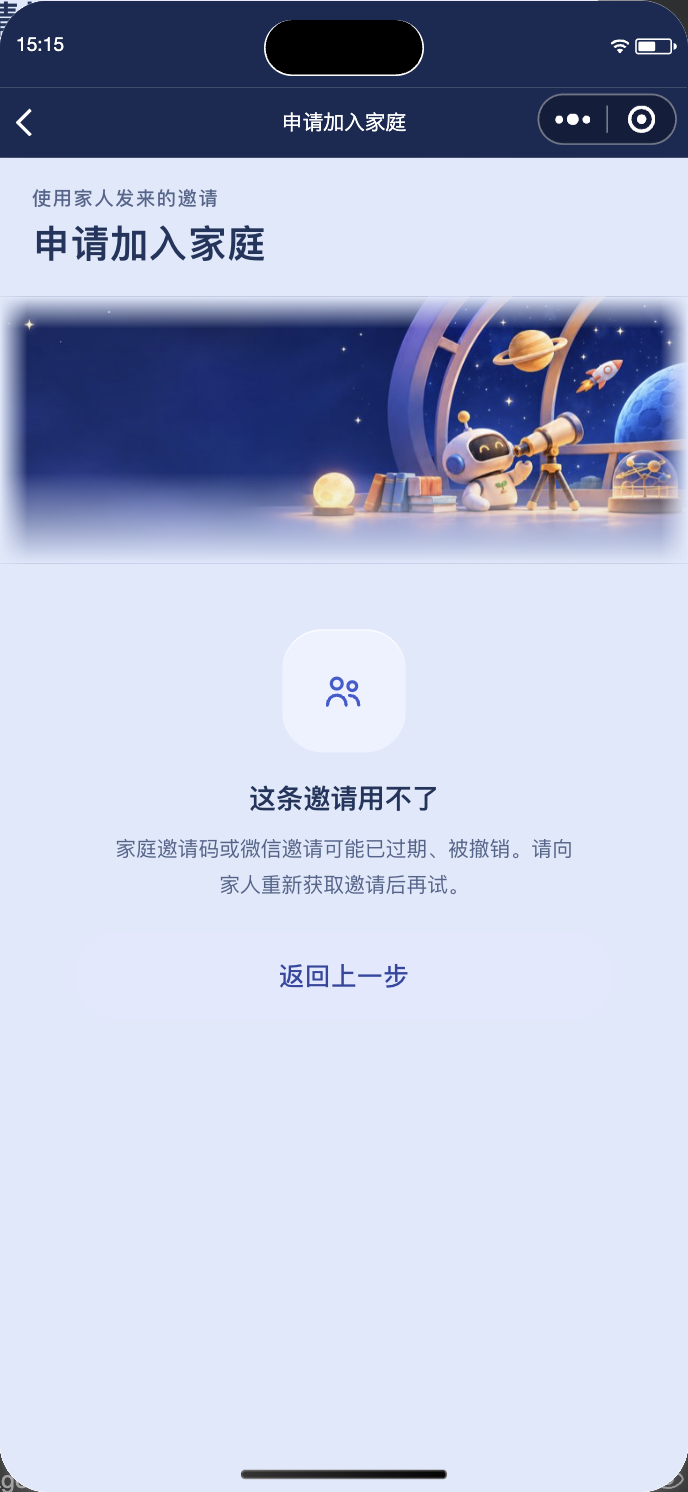 15:15
申请加入家庭
使用家人发来的邀请
申请加入家庭
这条邀请用不了
家庭邀请码或微信邀请可能已过期、被撤销。请向
家人重新获取邀请后再试。
返回上一步